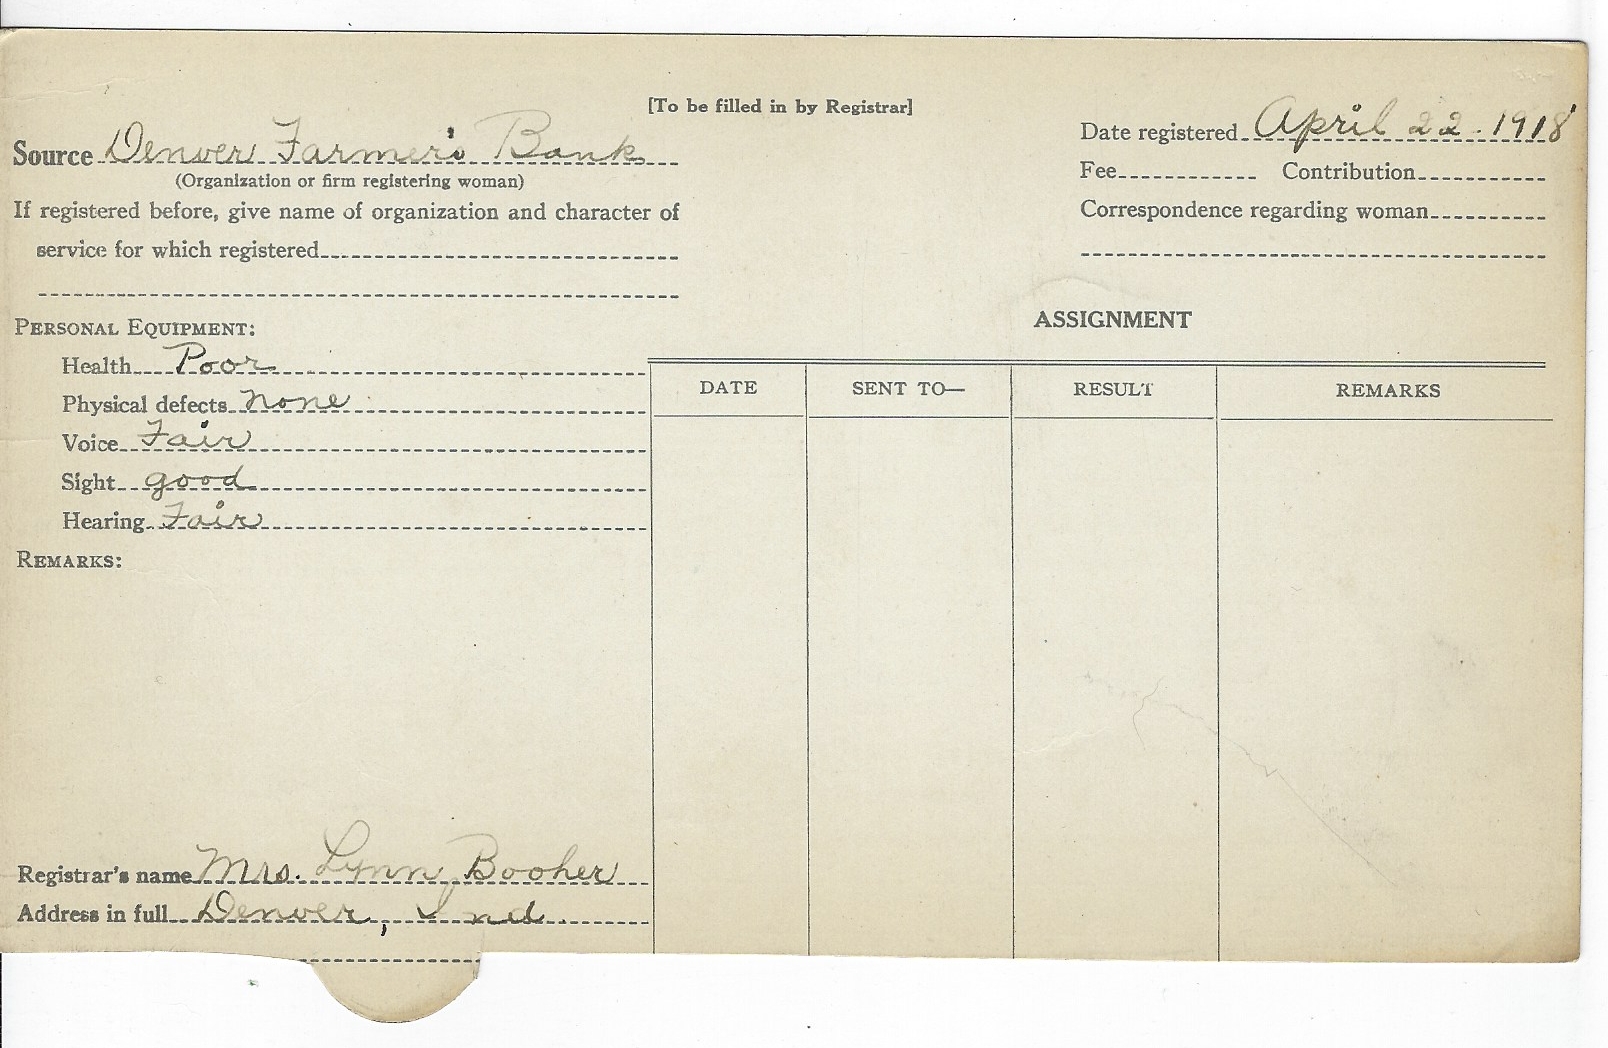 [To be filled in by Registrar]
Source Denver Farmer's Bank
(Organization or firm registering woman)
If registered before, give name of organization and character of
service for which registered
Date registered April 22. 1918
Fee Contribution
Correspondence regarding woman
PERSONAL EQUIPMENT:
Health Poor
Physical defects none
Voice Fair
Sight good
Hearing Fair
REMARKS:
Registrar's name Mrs. Lynn Booher
Address in full Denver, Ind.
ASSIGNMENT
DATE SENT TO— RESULT REMARKS